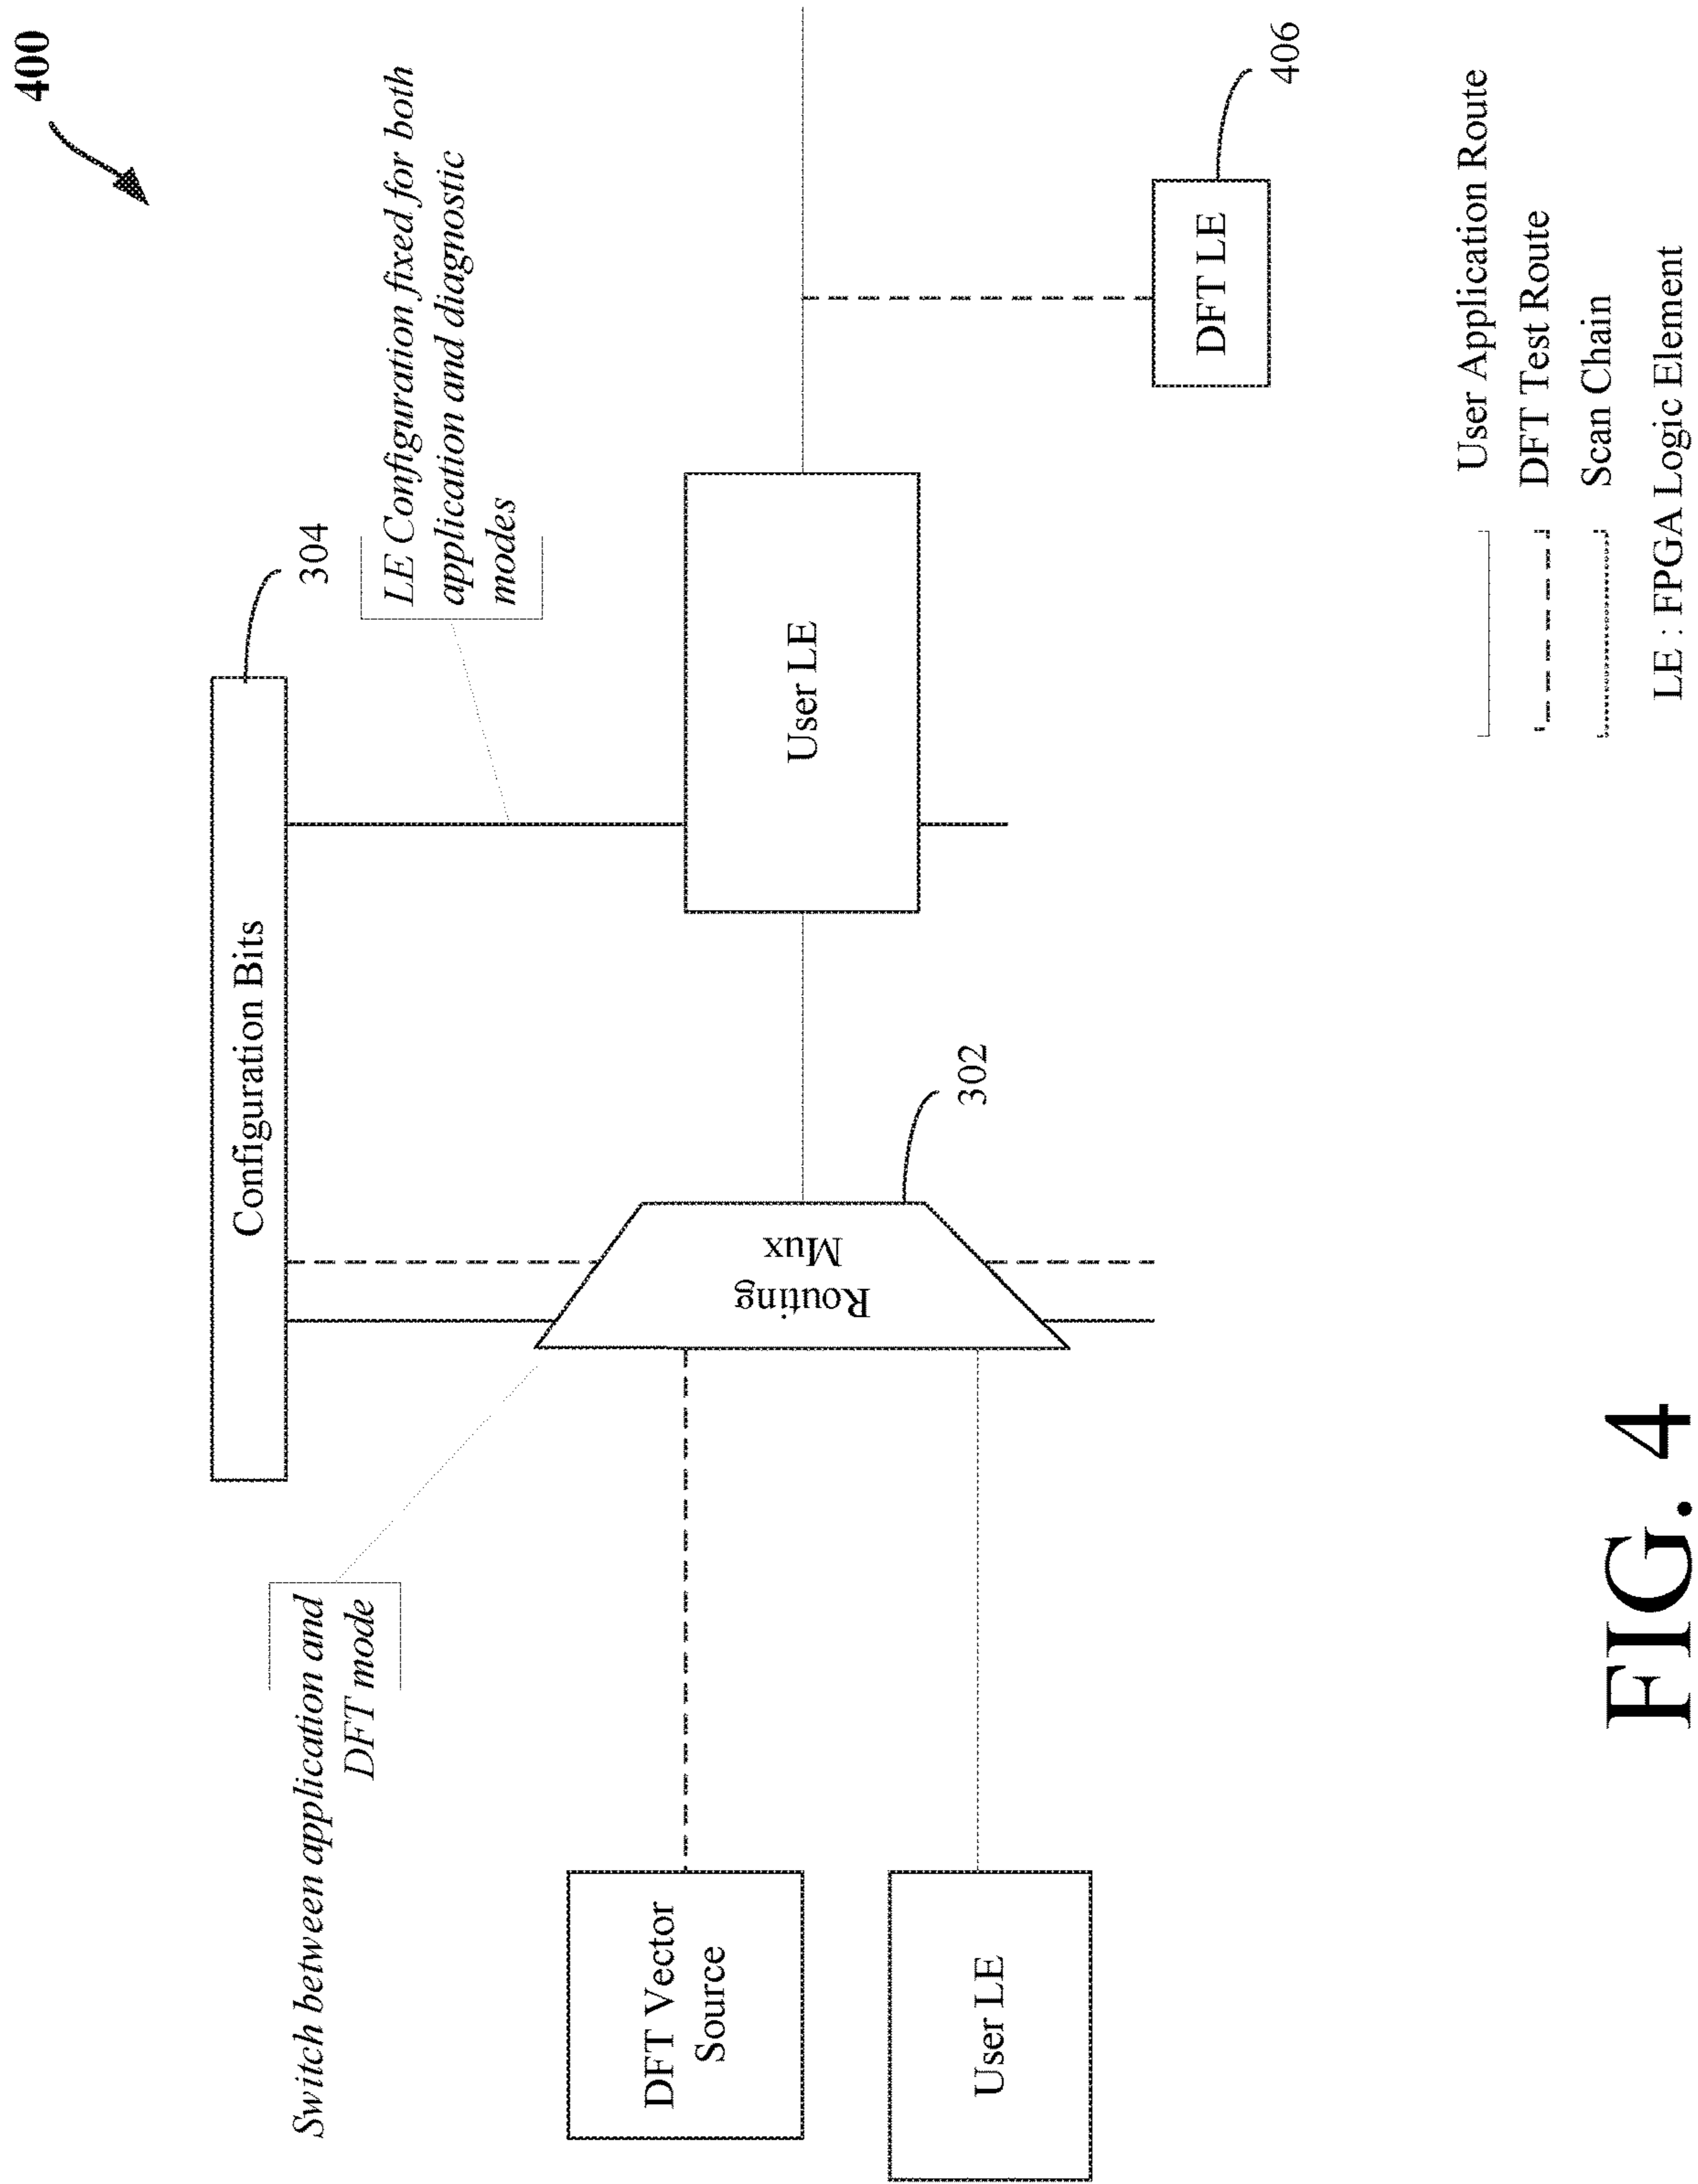 400
Configuration Bits
304
LE Configuration fixed for both
application and diagnostic
modes
Switch between application and
DFT mode
DFT Vector
Source
User LE
Routing
Mux
302
User LE
DFT LE
406
User Application Route
DFT Test Route
Scan Chain
LE : FPGA Logic Element
FIG. 4